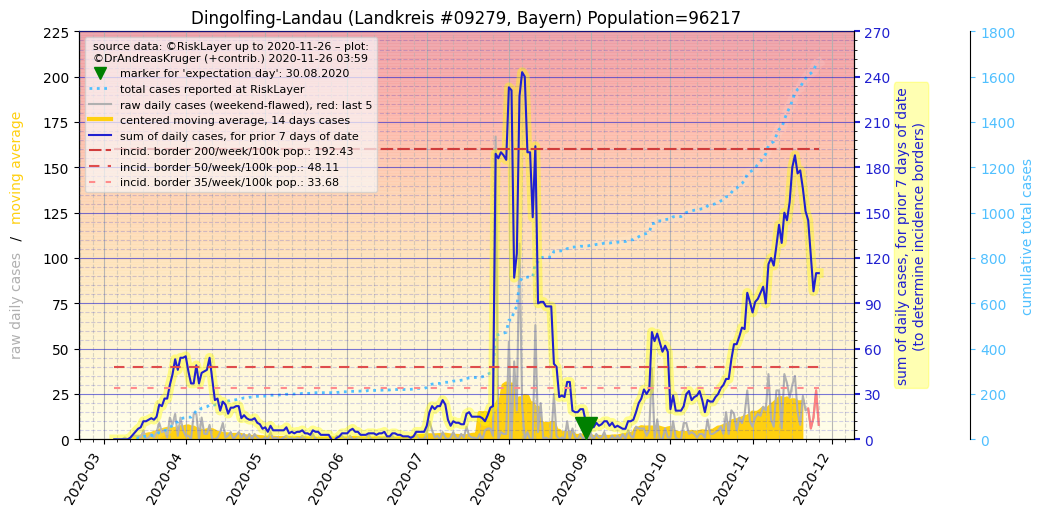 Dingolfing-Landau (Landkreis #09279, Bayern) Population=96217
source data: ©RiskLayer up to 2020-11-26 – plot:
©DrAndreasKruger (+contrib.) 2020-11-26 03:59
marker for 'expectation day': 30.08.2020
total cases reported at RiskLayer
raw daily cases (weekend-flawed), red: last 5
centered moving average, 14 days cases
sum of daily cases, for prior 7 days of date
incid. border 200/week/100k pop.: 192.43
incid. border 50/week/100k pop.: 48.11
incid. border 35/week/100k pop.: 33.68
raw daily cases / moving average
225
200
175
150
125
100
75
50
25
0
2020-03
2020-04
2020-05
2020-06
2020-07
2020-08
2020-09
2020-10
2020-11
2020-12
270
240
210
180
150
120
90
60
30
0
sum of daily cases, for prior 7 days of date
(to determine incidence borders)
1800
1600
1400
1200
1000
800
600
400
200
0
cumulative total cases